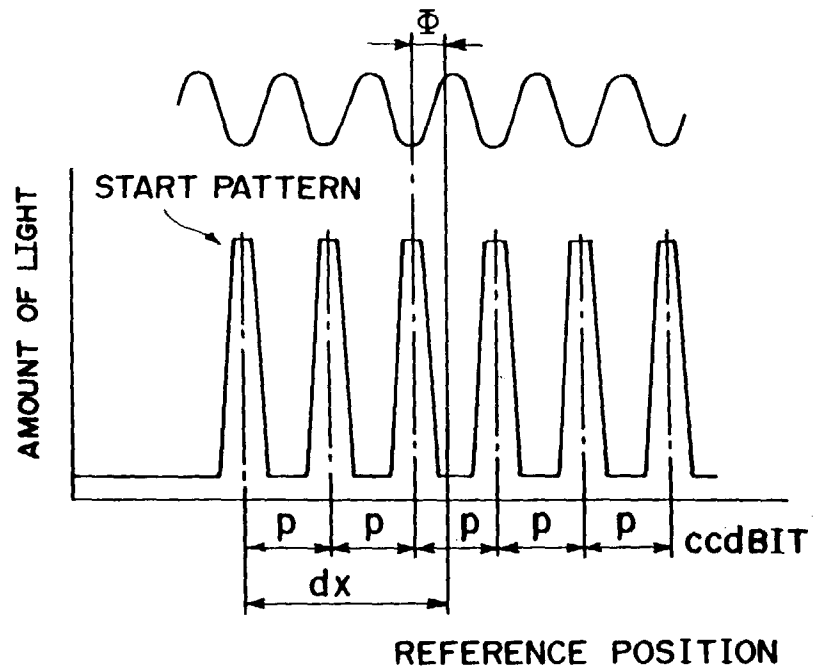 Φ
START PATTERN
AMOUNT OF LIGHT
p p p p p ccdBIT
dx
REFERENCE POSITION